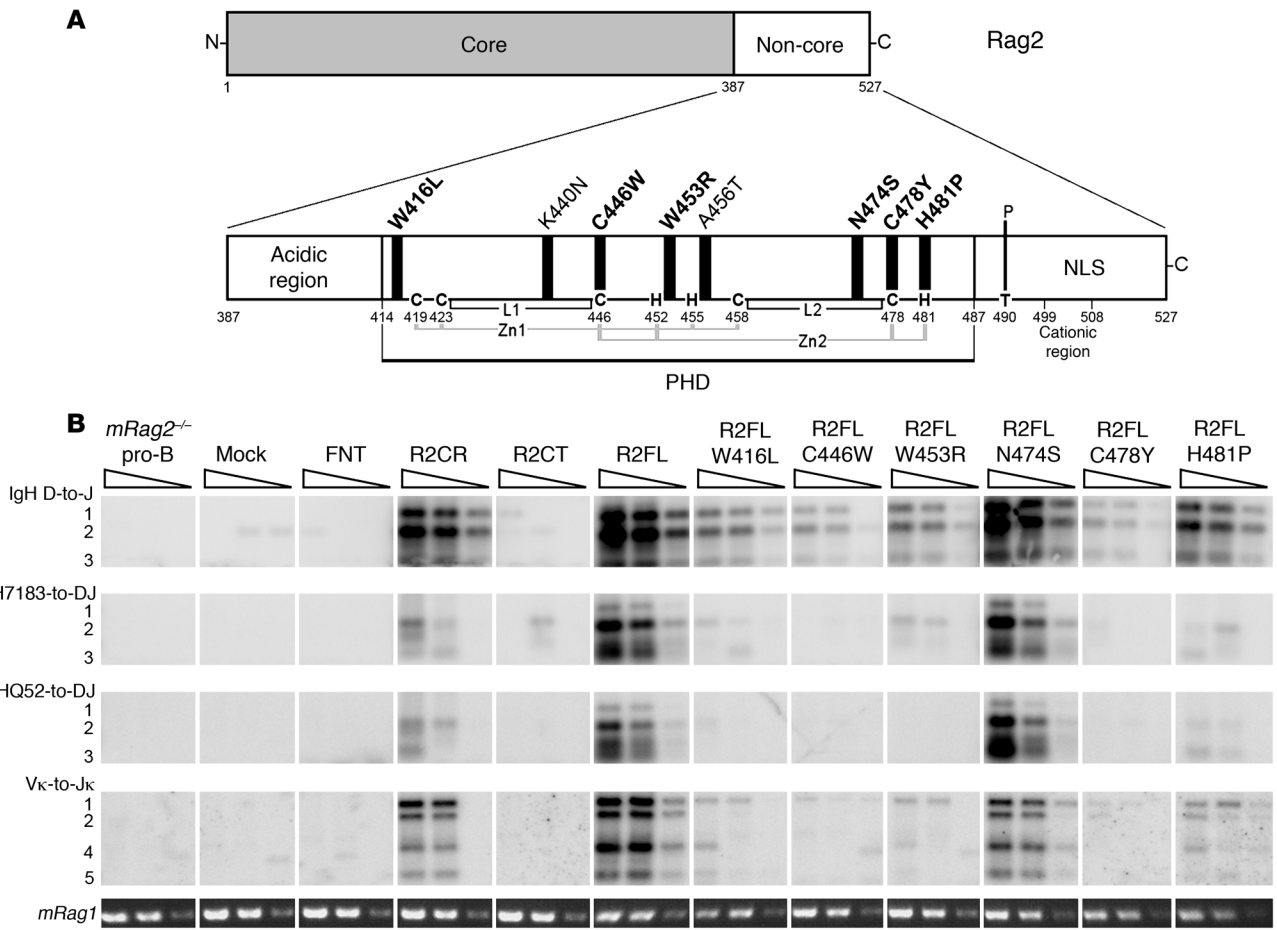 A
N
Core
Non-core
C
Rag2
1
387
527
W416L
K440N
C446W
W453R
A456T
N474S
C478Y
H481P
P
Acidic
region
NLS
C
C C C H H C C H T
L1
L2
387 414 419 423 446 452 455 458 478 481 487 490 499 508 527
Zn1
Zn2
Cationic
region
PHD
B
mRag2–/–
pro-B
Mock
FNT
R2CR
R2CT
R2FL
R2FL
W416L
R2FL
C446W
R2FL
W453R
R2FL
N474S
R2FL
C478Y
R2FL
H481P
IgH D-to-J
1
2
3
H7183-to-DJ
1
2
3
HQ52-to-DJ
1
2
3
Vκ-to-Jκ
1
2
4
5
mRag1